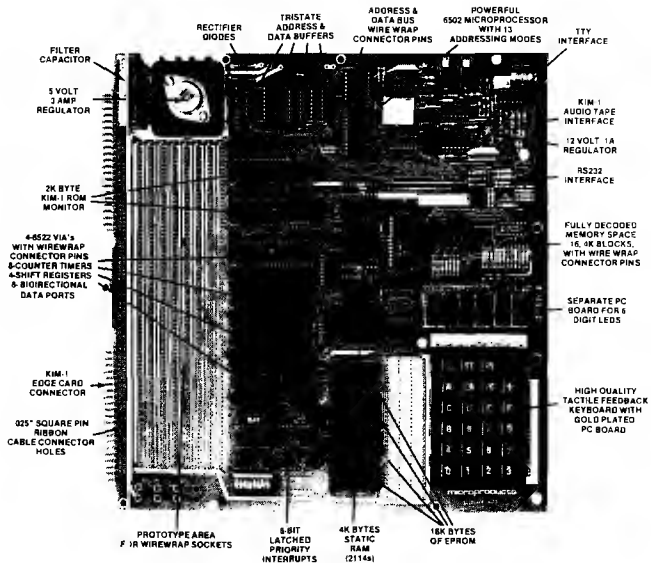 RECTIFIER
DIODES
TRISTATE
ADDRESS &
DATA BUFFERS
ADDRESS &
DATA BUS
WIRE WRAP
CONNECTOR PINS
POWERFUL
6502 MICROPROCESSOR
WITH 13
ADDRESSING MODES
TTY
INTERFACE
FILTER
CAPACITOR
5 VOLT
3 AMP
REGULATOR
KIM-1
AUDIO TAPE
INTERFACE
12 VOLT 1A
REGULATOR
RS232
INTERFACE
2K BYTE
KIM-1 ROM
MONITOR
4-6522 VIA's
WITH WIREWRAP
CONNECTOR PINS
8-COUNTER TIMERS
4-SHIFT REGISTERS
8-BIDIRECTIONAL
DATA PORTS
FULLY DECODED
MEMORY SPACE
16, 4K BLOCKS,
WITH WIRE WRAP
CONNECTOR PINS
SEPARATE PC
BOARD FOR 6
DIGIT LEDS
KIM-1
EDGE CARD
CONNECTOR
.025" SQUARE PIN
RIBBON
CABLE CONNECTOR
HOLES
HIGH QUALITY
TACTILE FEEDBACK
KEYBOARD WITH
GOLD PLATED
PC BOARD
microproducts
PROTOTYPE AREA
F R WIREWRAP SOCKETS
8-BIT
LATCHED
PRIORITY
INTERRUPTS
4K BYTES
STATIC
RAM
(2114s)
16K BYTES
OF EPROM